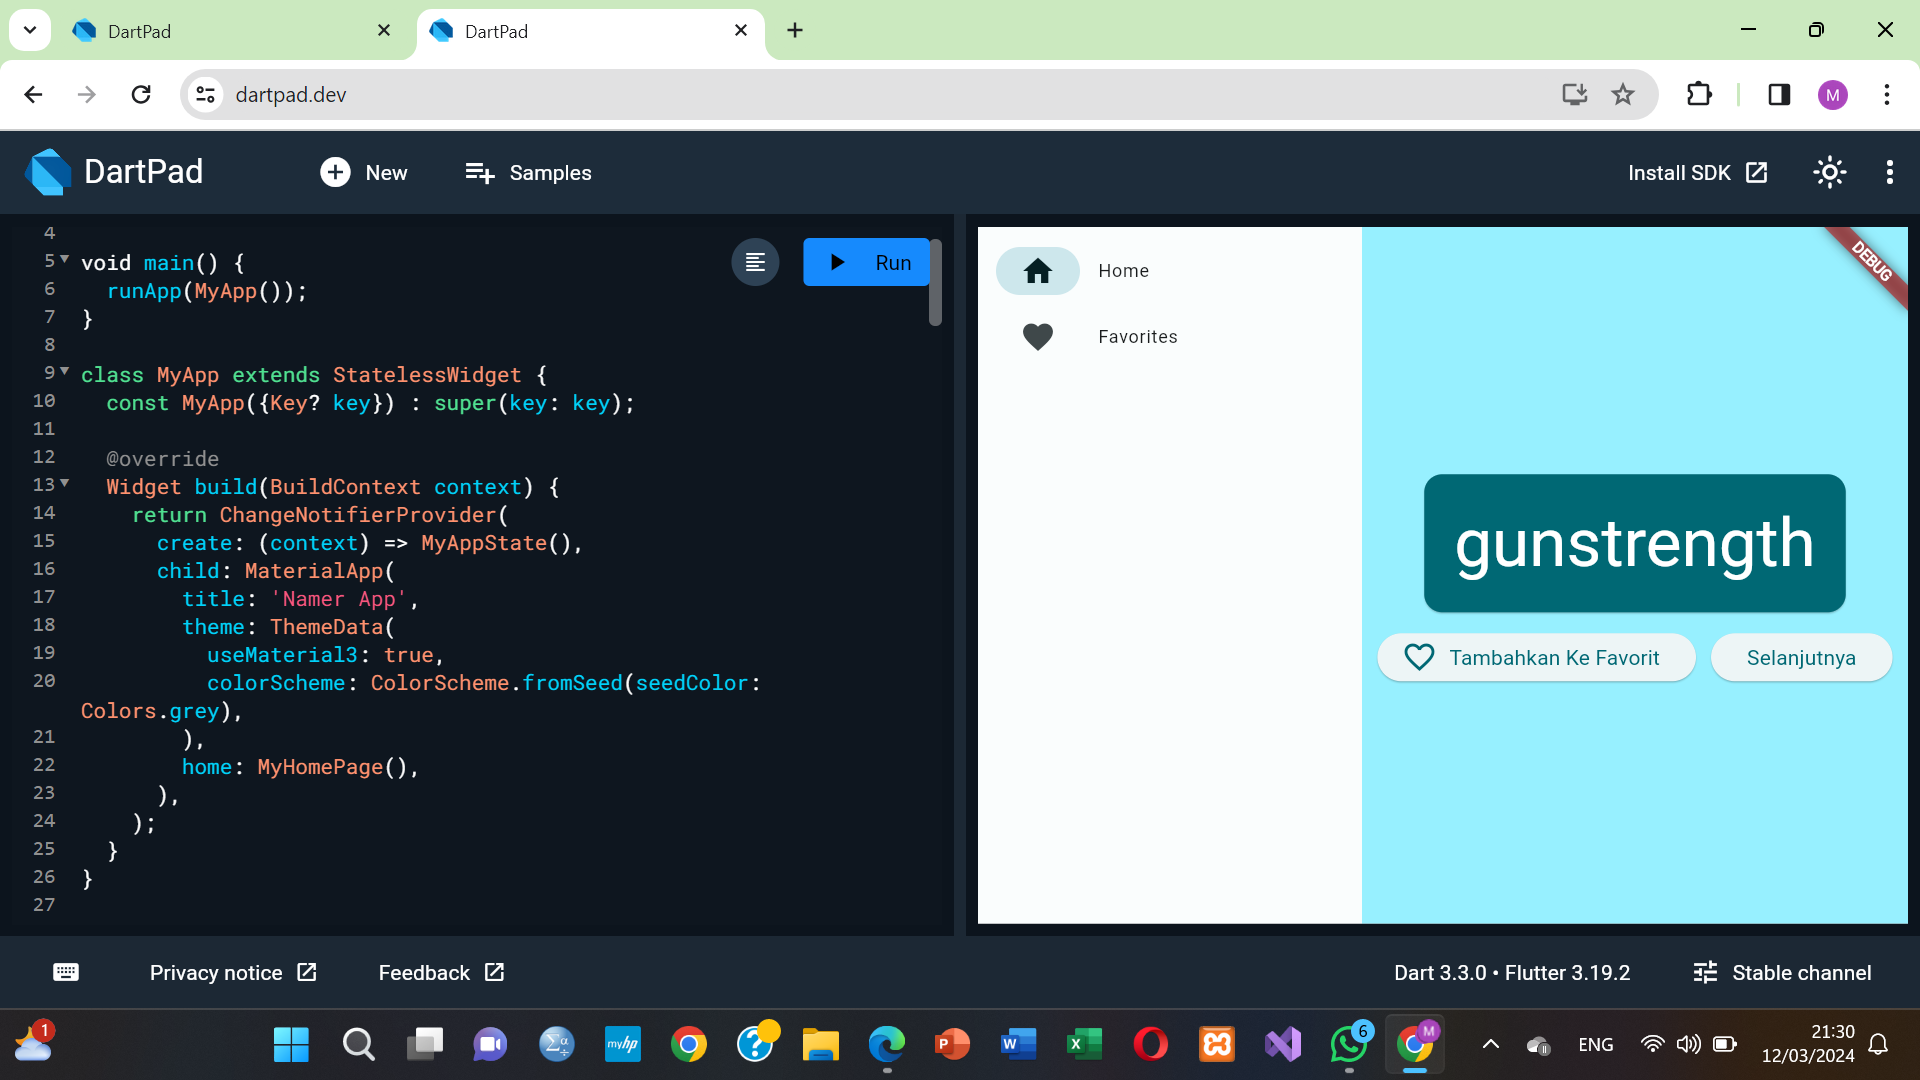 DartPad
DartPad
dartpad.dev
M
DartPad
New
Samples
Install SDK
4
5 void main() {
6 runApp(MyApp());
7 }
8
9 class MyApp extends StatelessWidget {
10 const MyApp({Key? key}) : super(key: key);
11
12 @override
13 Widget build(BuildContext context) {
14 return ChangeNotifierProvider(
15 create: (context) => MyAppState(),
16 child: MaterialApp(
17 title: 'Namer App',
18 theme: ThemeData(
19 useMaterial3: true,
20 colorScheme: ColorScheme.fromSeed(seedColor:
Colors.grey),
21 ),
22 home: MyHomePage(),
23 ),
24 );
25 }
26 }
27
Run
Home
Favorites
DEBUG
gunstrength
Tambahkan Ke Favorit
Selanjutnya
Privacy notice
Feedback
Dart 3.3.0 • Flutter 3.19.2
Stable channel
1
Σα
myhp
?
P
W
X
6
M
ENG
21:30
12/03/2024